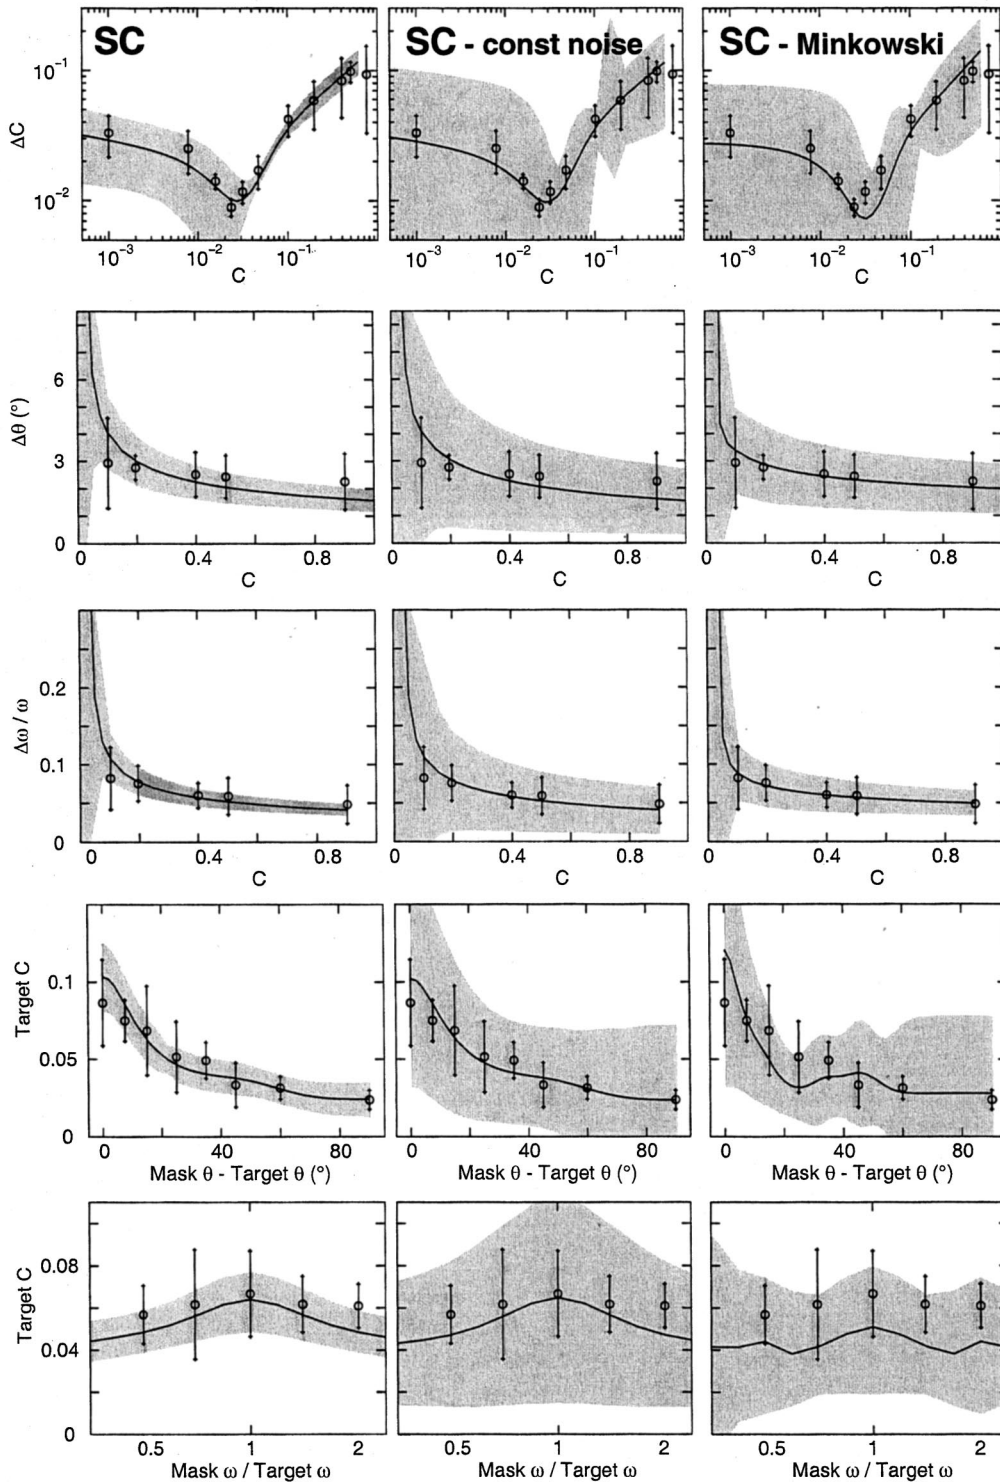 SC
SC - const noise
SC - Minkowski
ΔC
10⁻¹
10⁻²
10⁻³ 10⁻² 10⁻¹
C
10⁻³ 10⁻² 10⁻¹
C
10⁻³ 10⁻² 10⁻¹
C
Δθ (°)
6
3
0
0 0.4 0.8
C
0 0.4 0.8
C
0 0.4 0.8
C
Δω / ω
0.2
0.1
0
0 0.4 0.8
C
0 0.4 0.8
C
0 0.4 0.8
C
Target C
0.1
0.05
0
0 40 80
Mask θ - Target θ (°)
0 40 80
Mask θ - Target θ (°)
0 40 80
Mask θ - Target θ (°)
Target C
0.08
0.04
0
0.5 1 2
Mask ω / Target ω
0.5 1 2
Mask ω / Target ω
0.5 1 2
Mask ω / Target ω